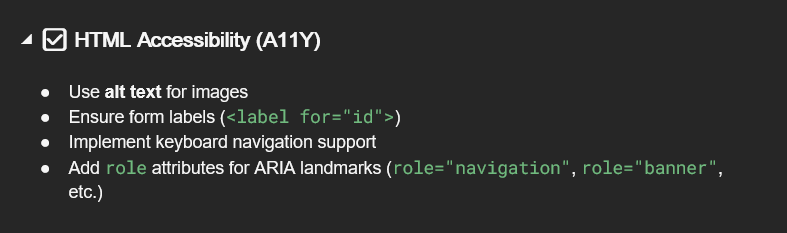 HTML Accessibility (A11Y)
● Use alt text for images
● Ensure form labels (<label for="id">)
● Implement keyboard navigation support
● Add role attributes for ARIA landmarks (role="navigation", role="banner",
etc.)